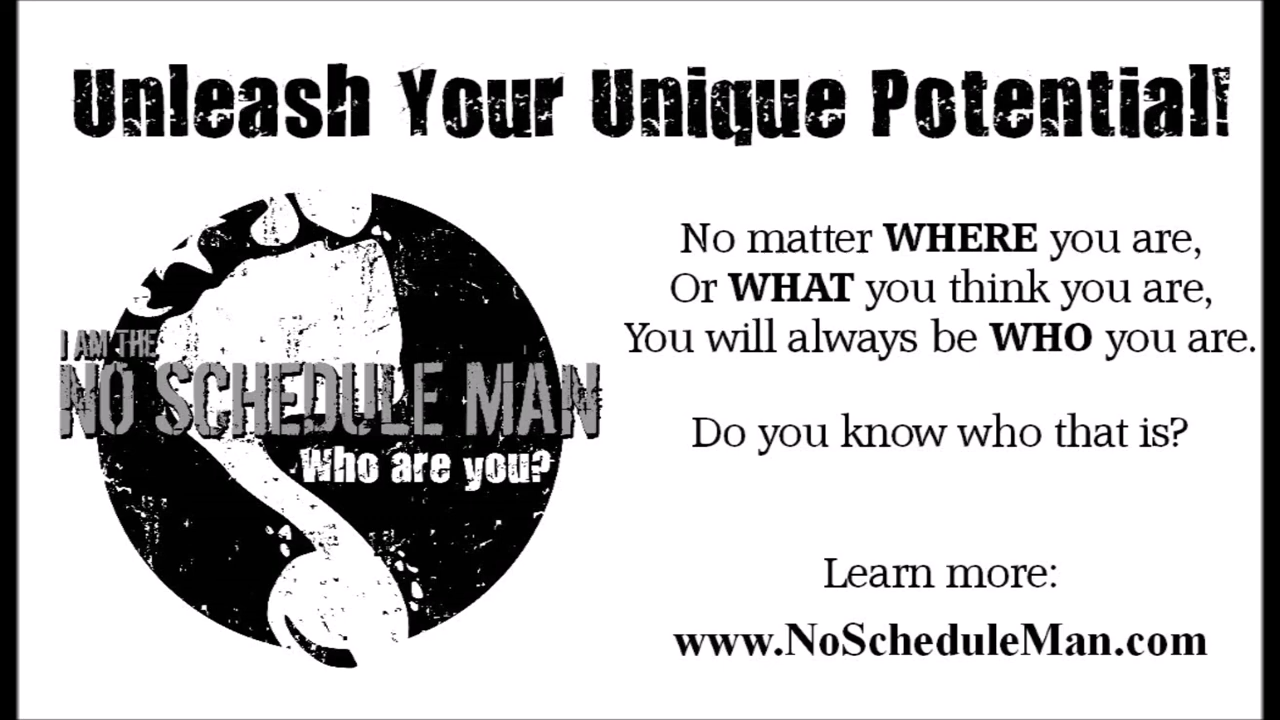 Unleash Your Unique Potential!
I AM THE
NO SCHEDULE MAN
Who are you?
No matter WHERE you are,
Or WHAT you think you are,
You will always be WHO you are.
Do you know who that is?
Learn more:
www.NoScheduleMan.com